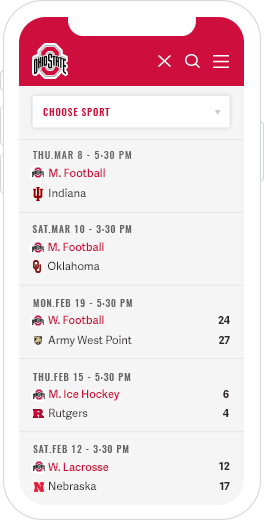 OHIO STATE
CHOOSE SPORT
THU.MAR 8 - 5:30 PM
M. Football
Indiana
SAT.MAR 10 - 3:30 PM
M. Football
Oklahoma
MON.FEB 19 - 5:30 PM
W. Football 24
Army West Point 27
THU.FEB 15 - 5:30 PM
M. Ice Hockey 6
R Rutgers 4
SAT.FEB 12 - 3:30 PM
W. Lacrosse 12
N Nebraska 17